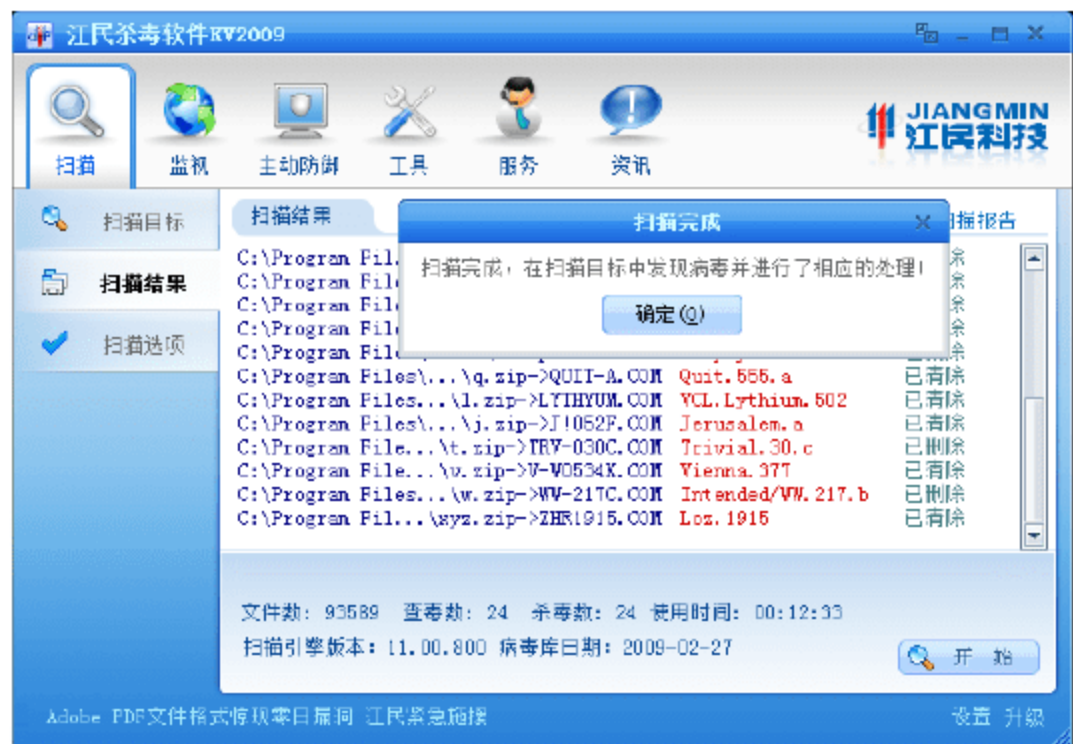 江民杀毒软件KV2009
扫描 监视 主动防御 工具 服务 资讯
JIANGMIN
江民科技
扫描目标
扫描结果
扫描选项
扫描结果
扫描报告
扫描完成
扫描完成，在扫描目标中发现病毒并进行了相应的处理！
确定(O)
C:\Program Fil
C:\Program Fil
C:\Program Fil
C:\Program Fil
C:\Program Fil
C:\Program Files\...\q.zip->QUIT-A.COM Quit.555.a 已清除
C:\Program Files...\l.zip->LYTHYUM.COM VCL.Lythium.502 已清除
C:\Program Files\...\j.zip->J!052F.COM Jerusalem.a 已清除
C:\Program File...\t.zip->TRV-030C.COM Trivial.30.c 已删除
C:\Program File...\v.zip->V-W0534K.COM Vienna.377 已清除
C:\Program Files...\w.zip->WW-217C.COM Intended/WW.217.b 已删除
C:\Program Fil...\xyz.zip->ZHR1915.COM Loz.1915 已清除
文件数: 93589 查毒数: 24 杀毒数: 24 使用时间: 00:12:33
扫描引擎版本: 11.00.800 病毒库日期: 2009-02-27
开 始
Adobe PDF文件格式惊现零日漏洞 江民紧急施援
设置 升级